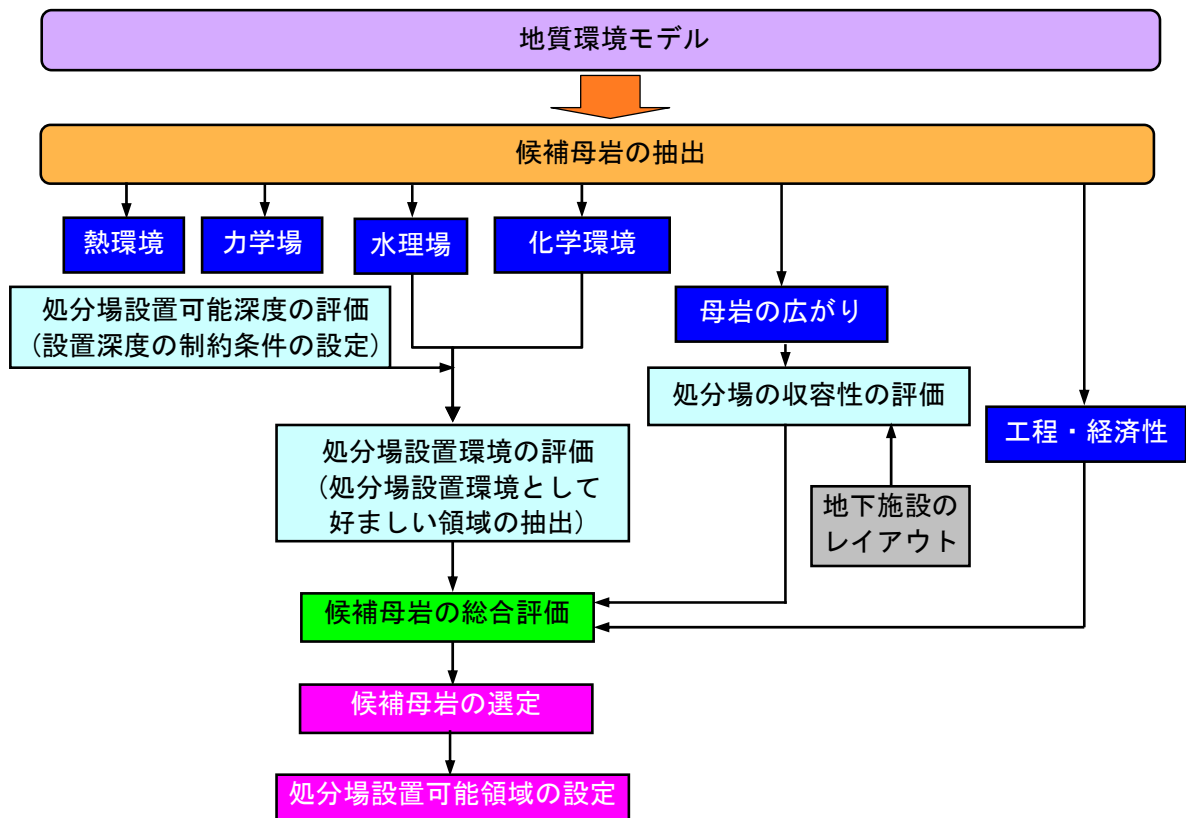 地質環境モデル
候補母岩の抽出
熱環境
力学場
水理場
化学環境
処分場設置可能深度の評価
（設置深度の制約条件の設定）
母岩の広がり
処分場の収容性の評価
工程・経済性
処分場設置環境の評価
（処分場設置環境として
好ましい領域の抽出）
地下施設の
レイアウト
候補母岩の総合評価
候補母岩の選定
処分場設置可能領域の設定